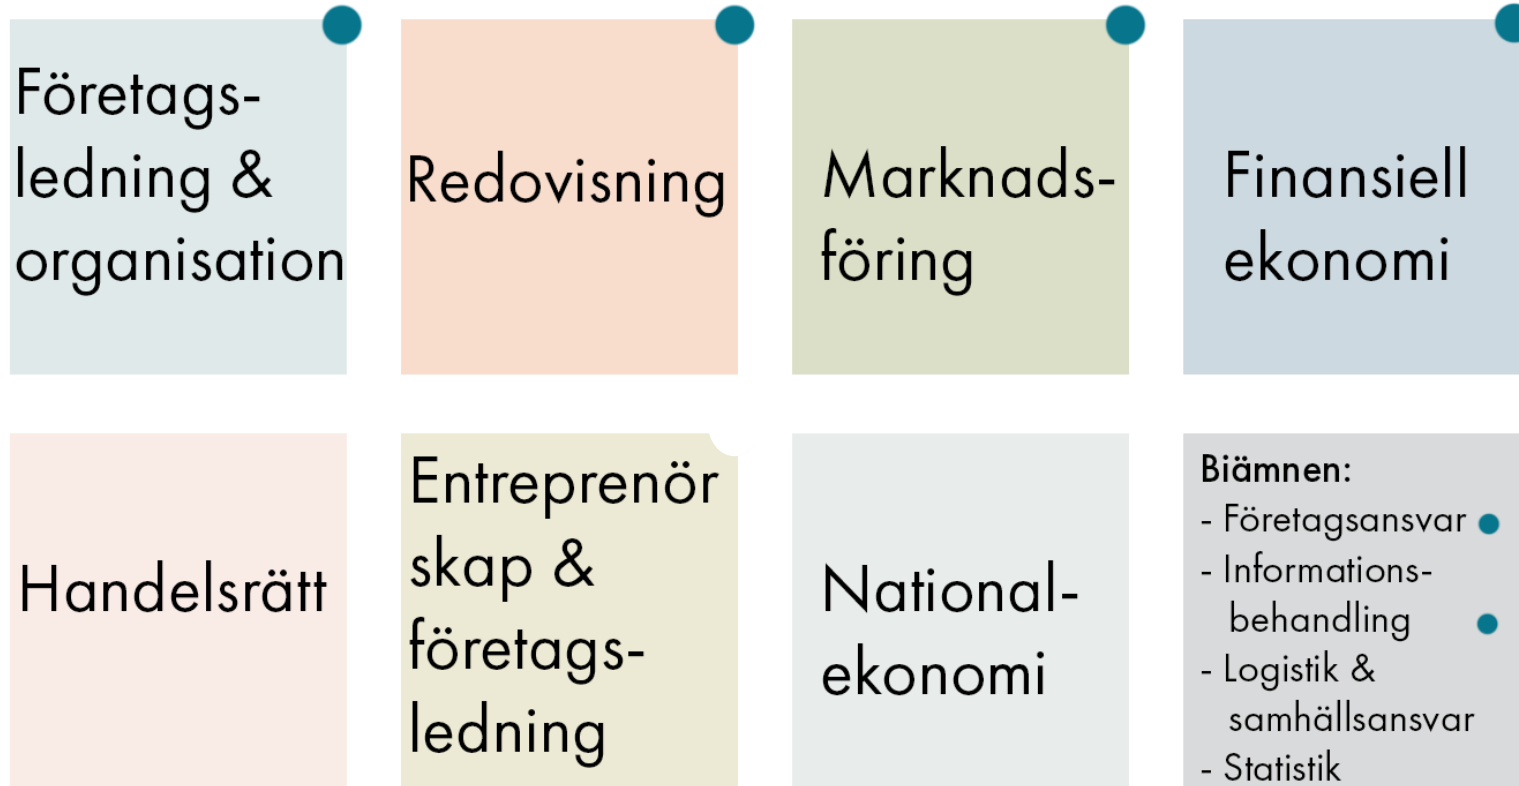 Företags-
ledning &
organisation
Redovisning
Marknads-
föring
Finansiell
ekonomi
Handelsrätt
Entreprenör
skap &
företags-
ledning
National-
ekonomi
Biämnen:
- Företagsansvar
- Informations-
behandling
- Logistik &
samhällsansvar
- Statistik